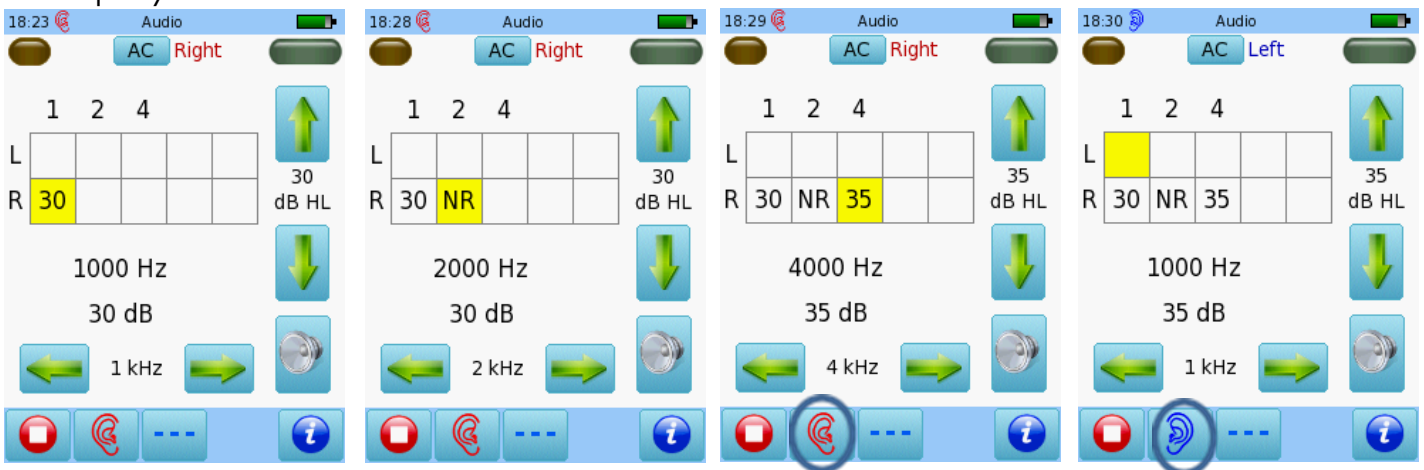 18:23 Audio
AC Right
1 2 4
L
R 30
30
dB HL
1000 Hz
30 dB
1 kHz
i
18:28 Audio
AC Right
1 2 4
L
R 30 NR
30
dB HL
2000 Hz
30 dB
2 kHz
i
18:29 Audio
AC Right
1 2 4
L
R 30 NR 35
35
dB HL
4000 Hz
35 dB
4 kHz
i
18:30 Audio
AC Left
1 2 4
L
R 30 NR 35
35
dB HL
1000 Hz
35 dB
1 kHz
i